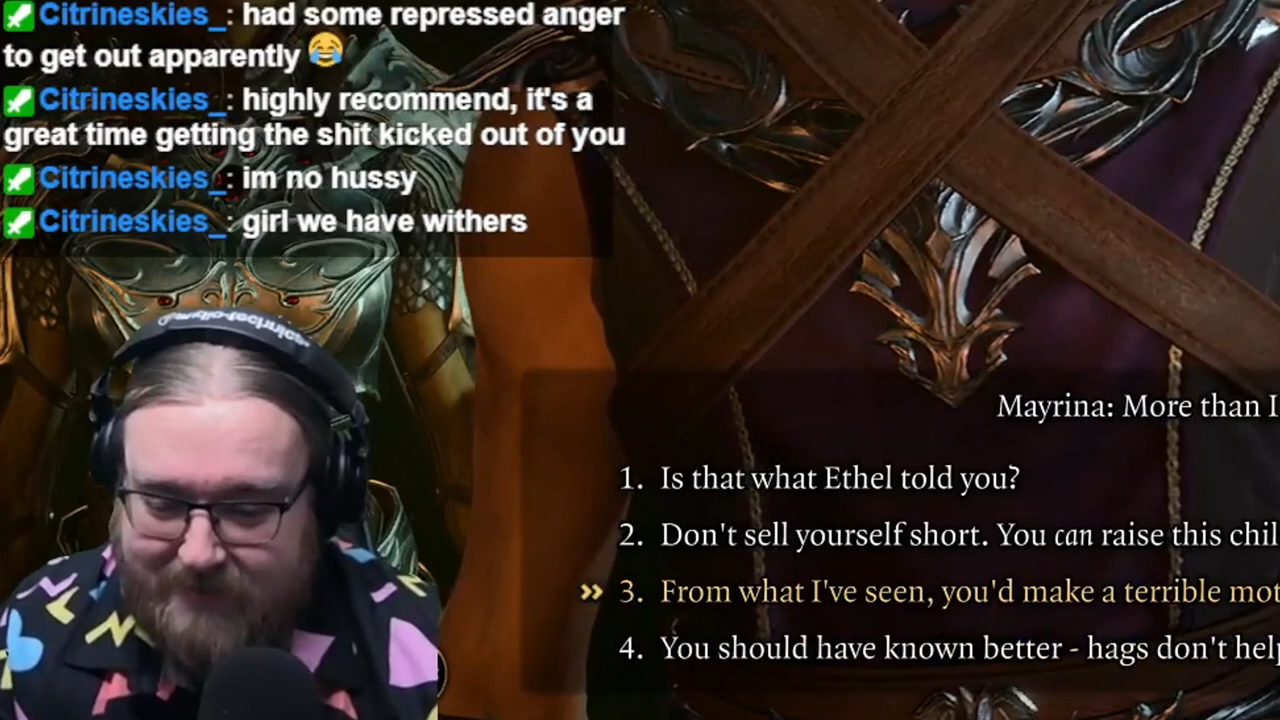 Citrineskies_: had some repressed anger
to get out apparently 😂
Citrineskies_: highly recommend, it's a
great time getting the shit kicked out of you
Citrineskies_: im no hussy
Citrineskies_: girl we have withers
audio-technica
Mayrina: More than I
1. Is that what Ethel told you?
2. Don't sell yourself short. You can raise this chil
3. From what I've seen, you'd make a terrible mot
4. You should have known better - hags don't help